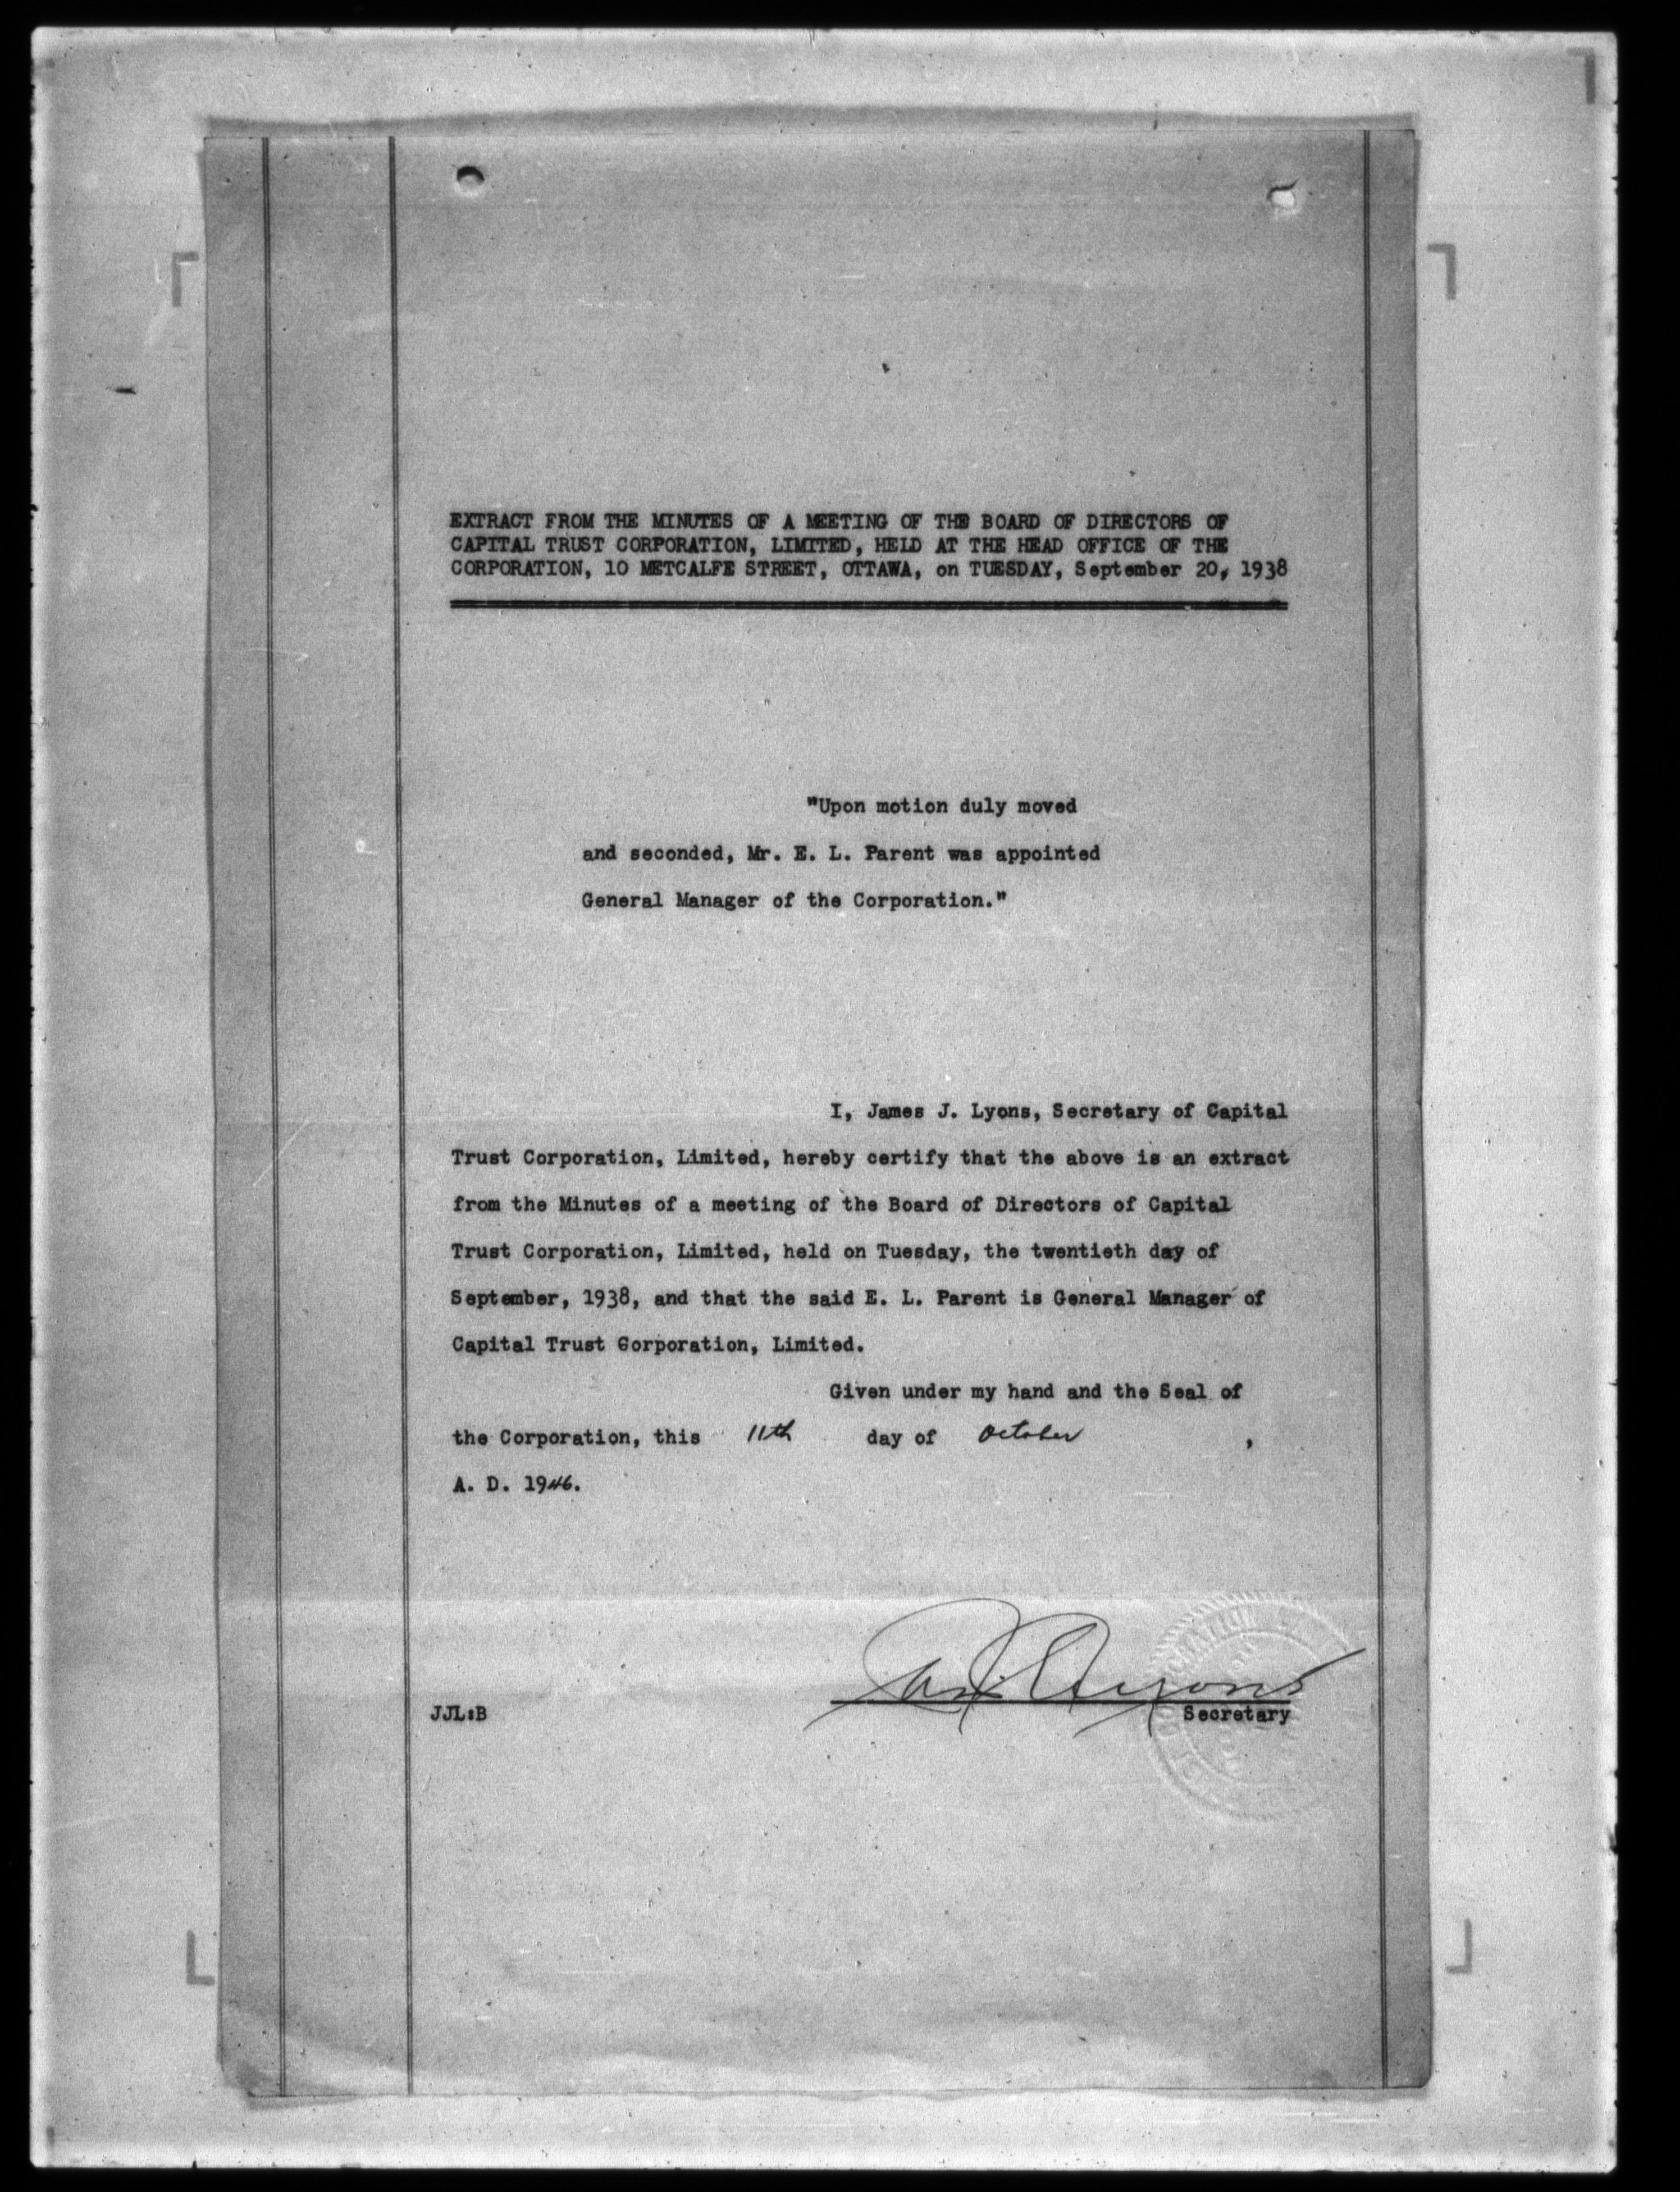 EXTRACT FROM THE MINUTES OF A MEETING OF THE BOARD OF DIRECTORS OF
CAPITAL TRUST CORPORATION, LIMITED, HELD AT THE HEAD OFFICE OF THE
CORPORATION, 10 METCALFE STREET, OTTAWA, on TUESDAY, September 20, 1938
"Upon motion duly moved
and seconded, Mr. E. L. Parent was appointed
General Manager of the Corporation."
I, James J. Lyons, Secretary of Capital
Trust Corporation, Limited, hereby certify that the above is an extract
from the Minutes of a meeting of the Board of Directors of Capital
Trust Corporation, Limited, held on Tuesday, the twentieth day of
September, 1938, and that the said E. L. Parent is General Manager of
Capital Trust Corporation, Limited.
Given under my hand and the Seal of
the Corporation, this 11th day of October ,
A. D. 1946.
Jas. J. Lyons
JJL:B Secretary